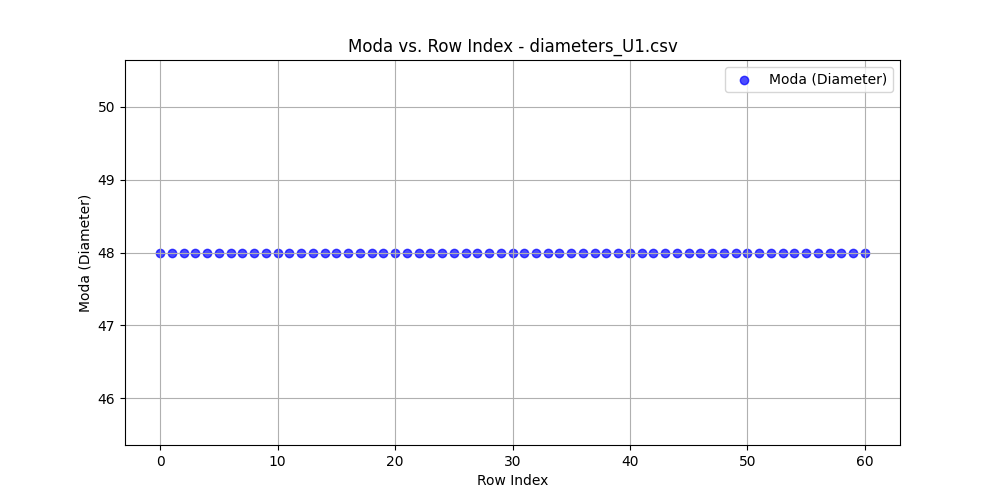 Moda vs. Row Index - diameters_U1.csv
Moda (Diameter)
50
49
48
47
46
Moda (Diameter)
0 10 20 30 40 50 60
Row Index